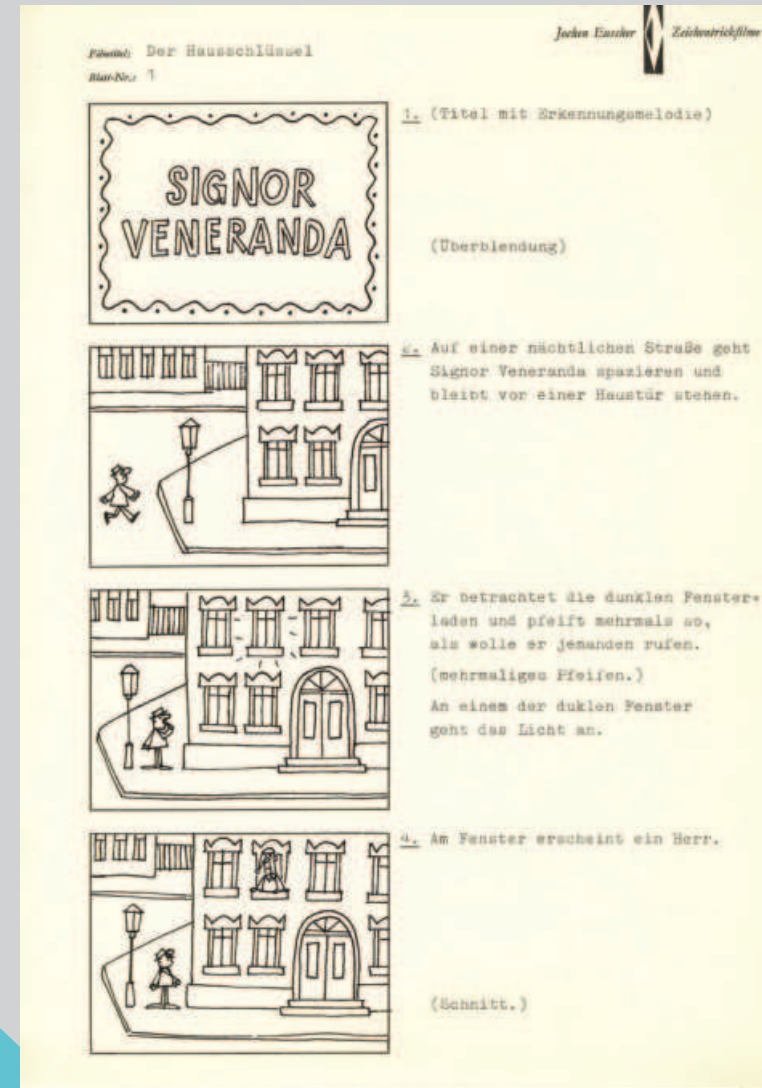 Jochen Euscher Zeichentrickfilme
Filmtitel: Der Hausschlüssel
Blatt-Nr.: 1
1. (Titel mit Erkennungsmelodie)
SIGNOR
VENERANDA
(Überblendung)
2. Auf einer nächtlichen Straße geht
Signor Veneranda spazieren und
bleibt vor einer Haustür stehen.
3. Er betrachtet die dunklen Fenster-
laden und pfeift mehrmals so,
als wolle er jemanden rufen.
(mehrmaliges Pfeifen.)
An einem der duklen Fenster
geht das Licht an.
4. Am Fenster erscheint ein Herr.
(Schnitt.)